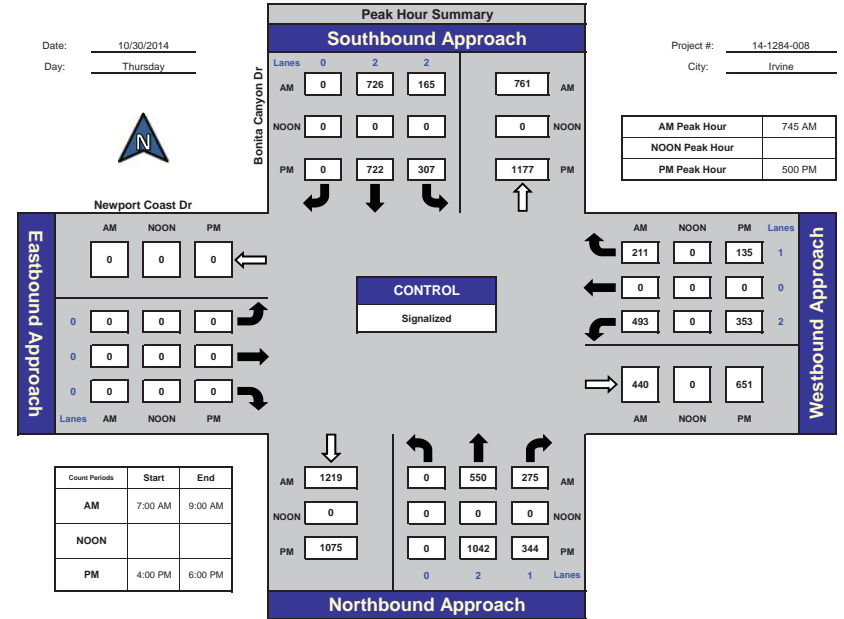 Peak Hour Summary
Southbound Approach
Date: 10/30/2014
Day: Thursday
Project #: 14-1284-008
City: Irvine
N
Bonita Canyon Dr
Lanes 0 2 2
AM 0 726 165 761 AM
NOON 0 0 0 0 NOON
PM 0 722 307 1177 PM
AM Peak Hour 745 AM
NOON Peak Hour
PM Peak Hour 500 PM
Newport Coast Dr
Eastbound Approach
AM NOON PM
0 0 0
0 0 0 0
0 0 0 0
0 0 0 0
Lanes AM NOON PM
CONTROL
Signalized
AM NOON PM Lanes
211 0 135 1
0 0 0 0
493 0 353 2
440 0 651
AM NOON PM
Westbound Approach
AM 1219 0 550 275 AM
NOON 0 0 0 0 NOON
PM 1075 0 1042 344 PM
0 2 1 Lanes
Northbound Approach
Count Periods Start End
AM 7:00 AM 9:00 AM
NOON
PM 4:00 PM 6:00 PM